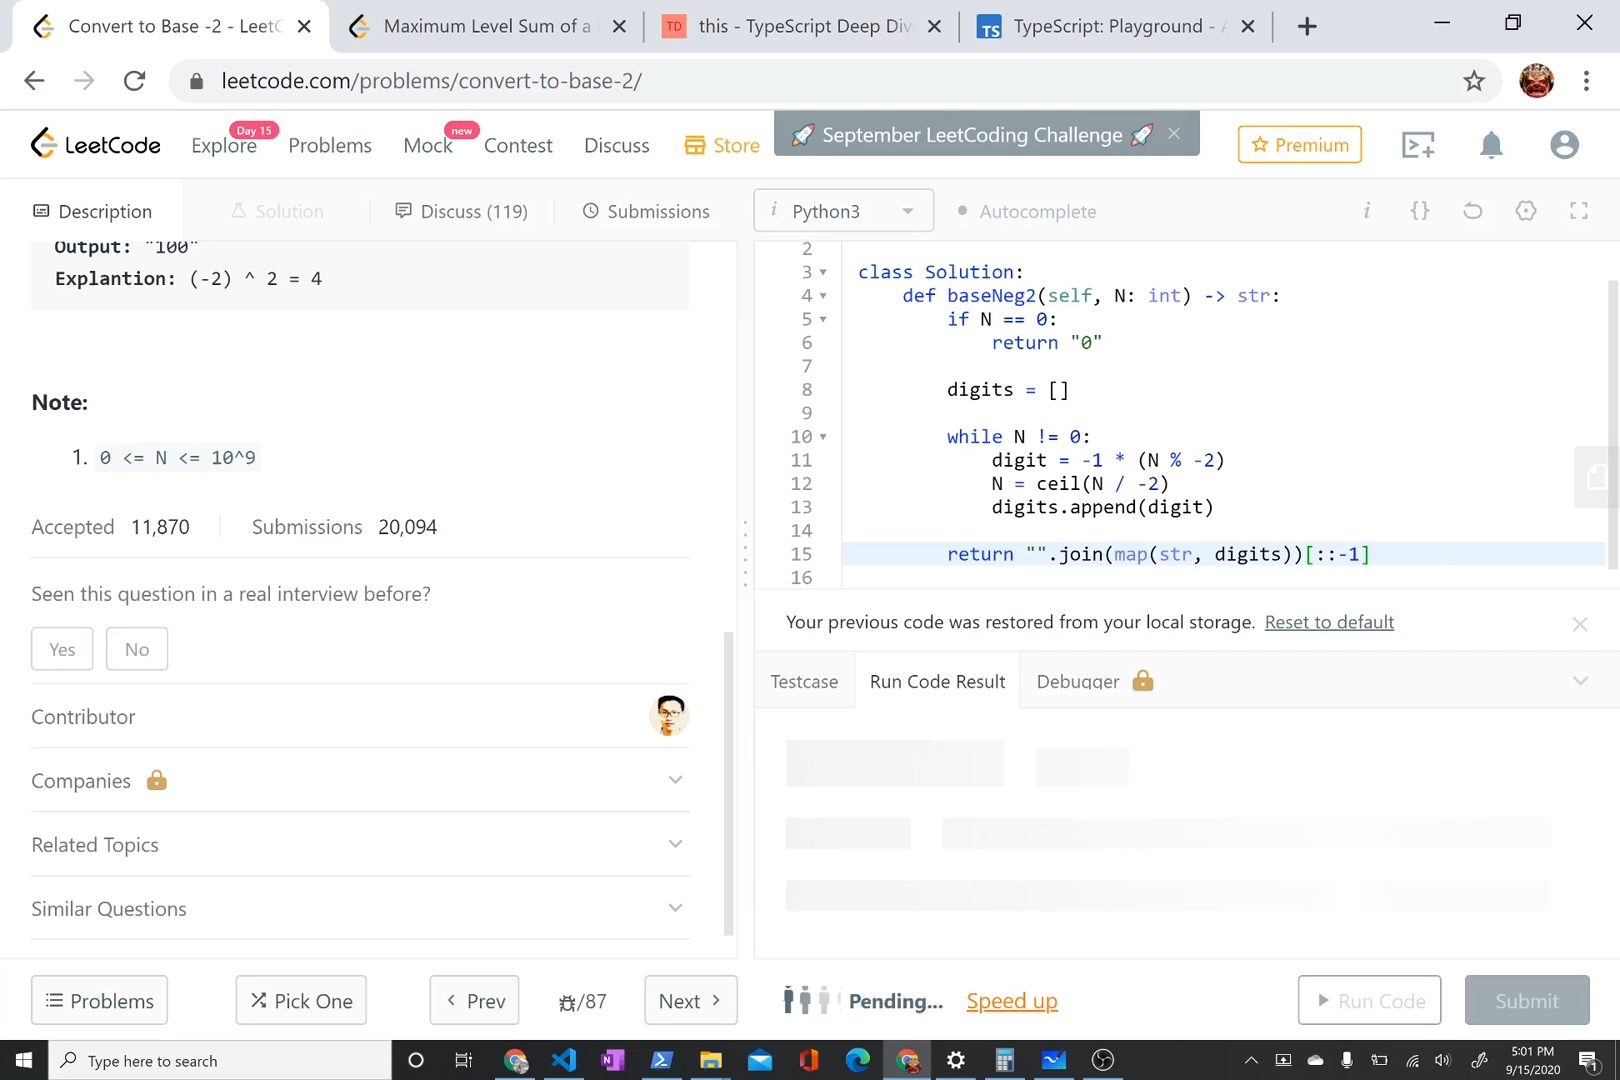 Convert to Base -2 - LeetC
Maximum Level Sum of a
TD this - TypeScript Deep Div
TS TypeScript: Playground - A
leetcode.com/problems/convert-to-base-2/
LeetCode
Explore
Day 15
Problems
Mock
new
Contest
Discuss
Store
🚀 September LeetCoding Challenge 🚀 ×
Premium
Description
Solution
Discuss (119)
Submissions
i Python3
Autocomplete
i {}
Output: "100"
Explantion: (-2) ^ 2 = 4
Note:
1. 0 <= N <= 10^9
Accepted 11,870
Submissions 20,094
Seen this question in a real interview before?
Yes
No
Contributor
Companies
Related Topics
Similar Questions
2
3 class Solution:
4 def baseNeg2(self, N: int) -> str:
5 if N == 0:
6 return "0"
7
8 digits = []
9
10 while N != 0:
11 digit = -1 * (N % -2)
12 N = ceil(N / -2)
13 digits.append(digit)
14
15 return "".join(map(str, digits))[::-1]
16
Your previous code was restored from your local storage. Reset to default
Testcase
Run Code Result
Debugger
Problems
Pick One
Prev
/87
Next
Pending...
Speed up
Run Code
Submit
Type here to search
5:01 PM
9/15/2020
1